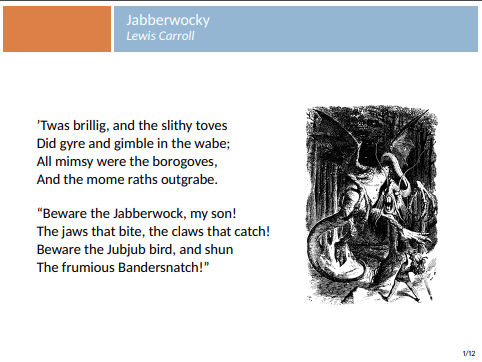 Jabberwocky
Lewis Carroll
’Twas brillig, and the slithy toves
Did gyre and gimble in the wabe;
All mimsy were the borogoves,
And the mome raths outgrabe.
“Beware the Jabberwock, my son!
The jaws that bite, the claws that catch!
Beware the Jubjub bird, and shun
The frumious Bandersnatch!”
1/12